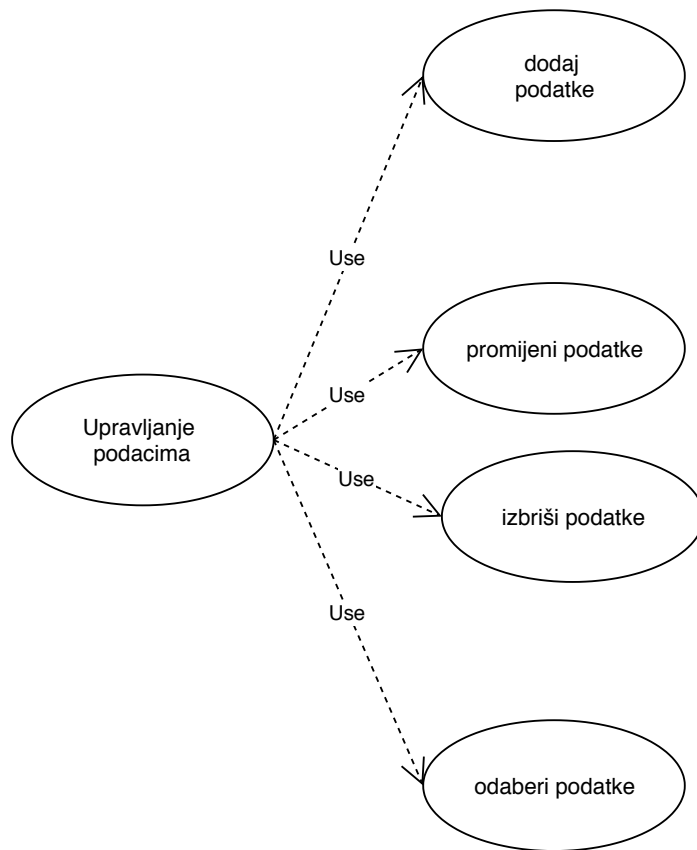 dodaj
podatke
Use
promijeni podatke
Use
Upravljanje
podacima
Use
izbriši podatke
Use
odaberi podatke